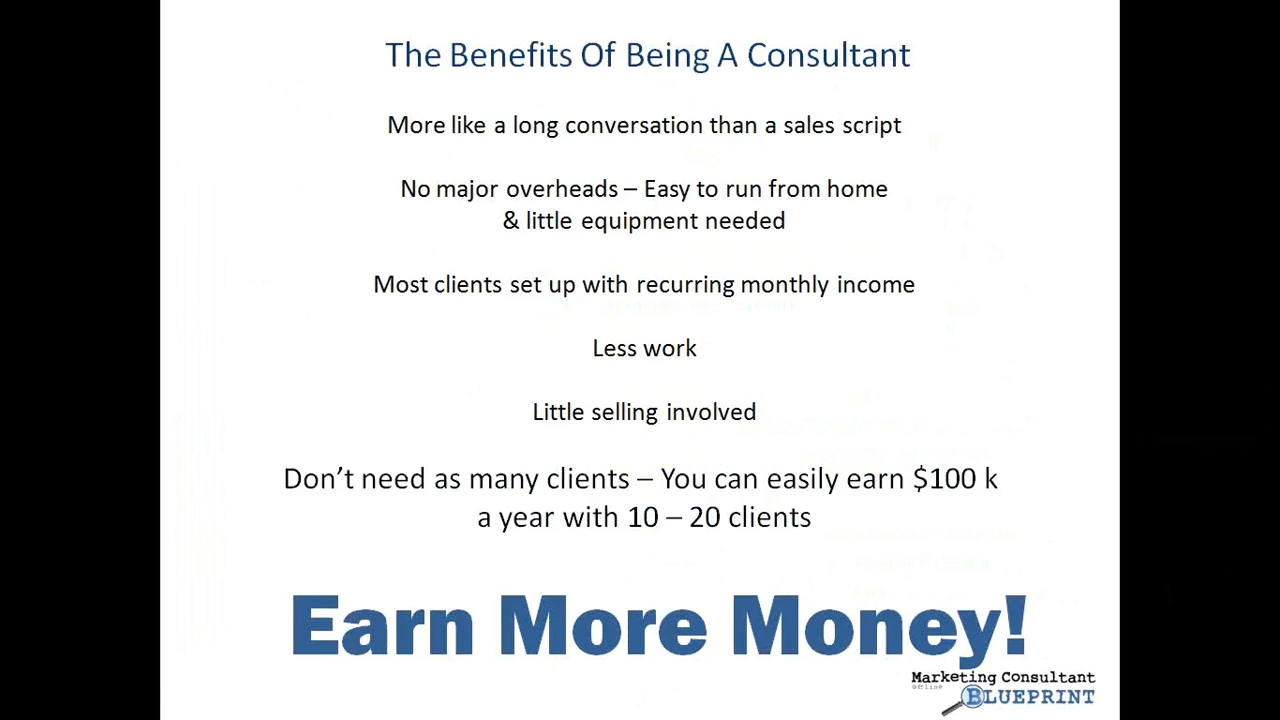 The Benefits Of Being A Consultant
More like a long conversation than a sales script
No major overheads – Easy to run from home
& little equipment needed
Most clients set up with recurring monthly income
Less work
Little selling involved
Don’t need as many clients – You can easily earn $100 k
a year with 10 – 20 clients
Earn More Money!
Marketing Consultant
Offline
BLUEPRINT